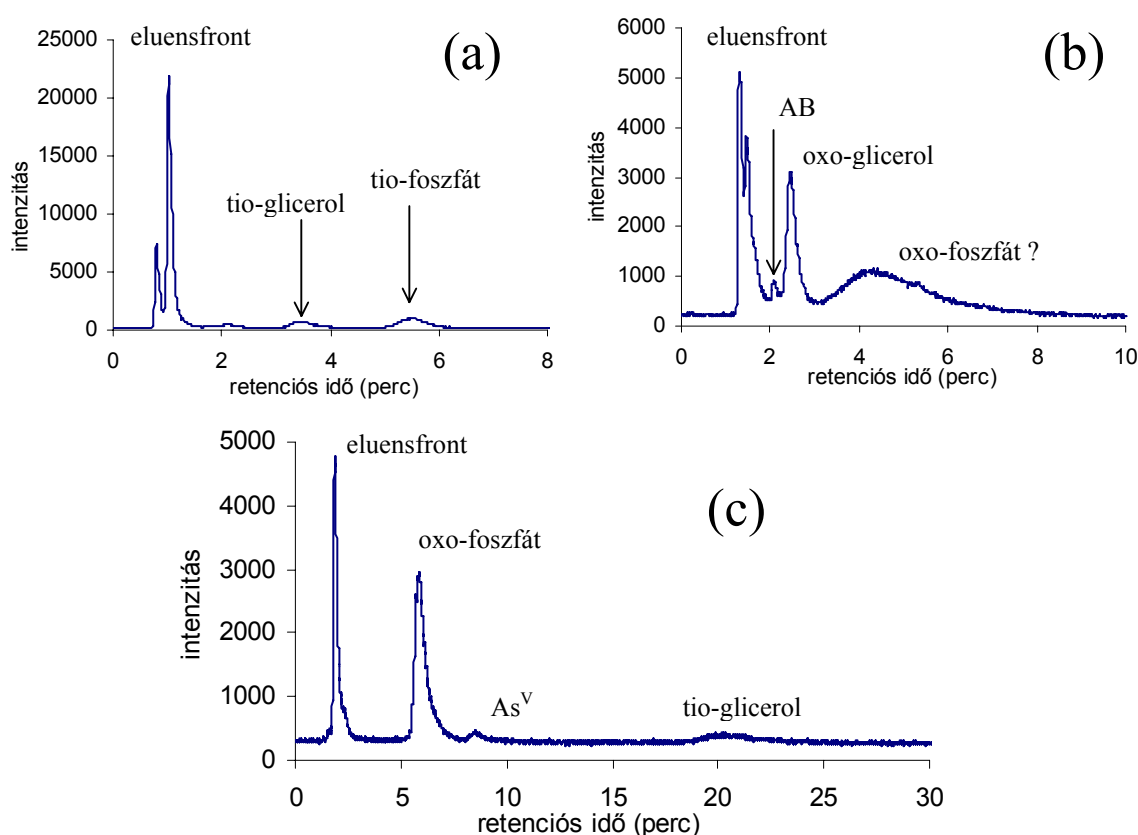 (a)
intenzitás
25000
20000
15000
10000
5000
0
eluensfront
tio-glicerol
tio-foszfát
0 2 4 6 8
retenciós idő (perc)
(b)
intenzitás
6000
5000
4000
3000
2000
1000
0
eluensfront
AB
oxo-glicerol
oxo-foszfát ?
0 2 4 6 8 10
retenciós idő (perc)
(c)
intenzitás
5000
4000
3000
2000
1000
0
eluensfront
oxo-foszfát
As^V
tio-glicerol
0 5 10 15 20 25 30
retenciós idő (perc)